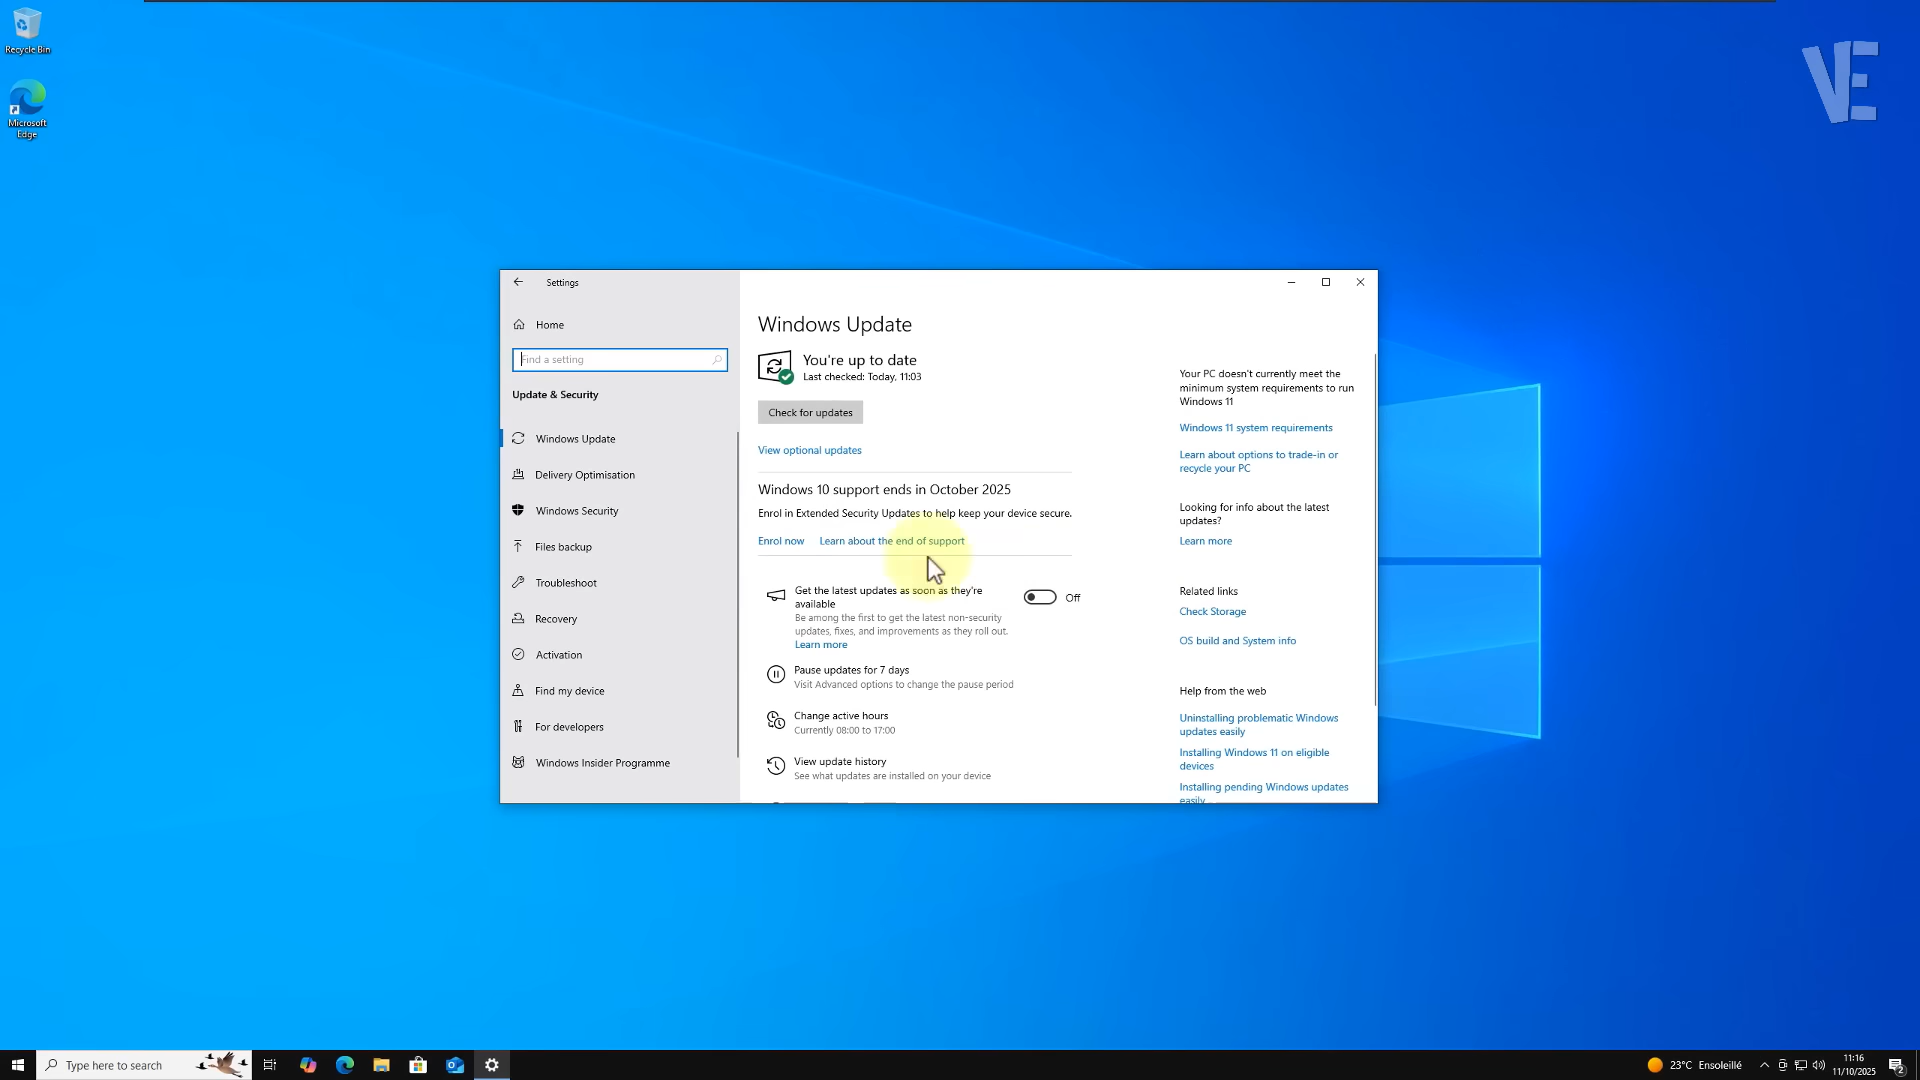 Recycle Bin
Microsoft
Edge
VE
Settings
Home
Find a setting
Update & Security
Windows Update
Delivery Optimisation
Windows Security
Files backup
Troubleshoot
Recovery
Activation
Find my device
For developers
Windows Insider Programme
Windows Update
You're up to date
Last checked: Today, 11:03
Check for updates
View optional updates
Windows 10 support ends in October 2025
Enrol in Extended Security Updates to help keep your device secure.
Enrol now Learn about the end of support
Get the latest updates as soon as they're
available
Be among the first to get the latest non-security
updates, fixes, and improvements as they roll out.
Learn more
Off
Pause updates for 7 days
Visit Advanced options to change the pause period
Change active hours
Currently 08:00 to 17:00
View update history
See what updates are installed on your device
Your PC doesn't currently meet the
minimum system requirements to run
Windows 11
Windows 11 system requirements
Learn about options to trade-in or
recycle your PC
Looking for info about the latest
updates?
Learn more
Related links
Check Storage
OS build and System info
Help from the web
Uninstalling problematic Windows
updates easily
Installing Windows 11 on eligible
devices
Installing pending Windows updates
easily
Type here to search
23°C Ensoleillé
11:16
11/10/2025
2